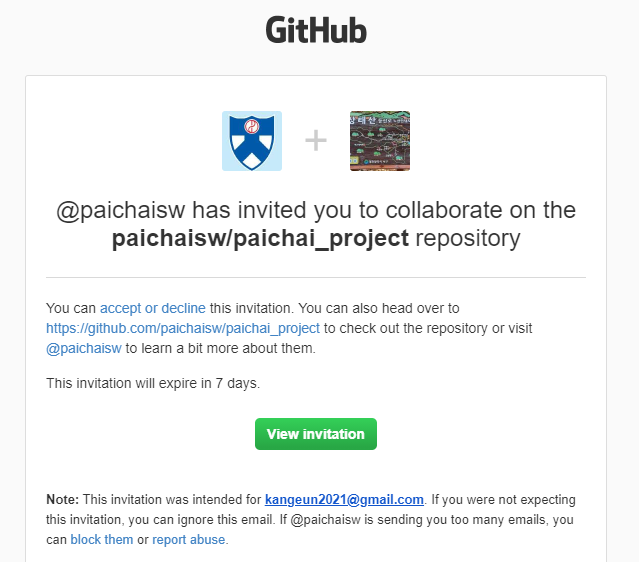 GitHub
장태산
@paichaisw has invited you to collaborate on the
paichaisw/paichai_project repository
You can accept or decline this invitation. You can also head over to
https://github.com/paichaisw/paichai_project to check out the repository or visit
@paichaisw to learn a bit more about them.
This invitation will expire in 7 days.
View invitation
Note: This invitation was intended for kangeun2021@gmail.com. If you were not expecting
this invitation, you can ignore this email. If @paichaisw is sending you too many emails, you
can block them or report abuse.